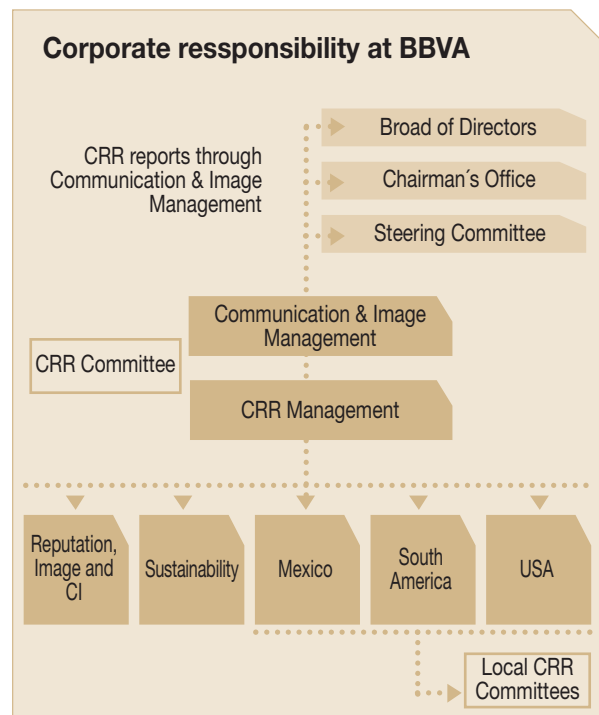 Corporate ressponsibility at BBVA
CRR reports through
Communication & Image
Management
Broad of Directors
Chairman´s Office
Steering Committee
Communication & Image
Management
CRR Committee
CRR Management
Reputation,
Image and
CI
Sustainability
Mexico
South
America
USA
Local CRR
Committees